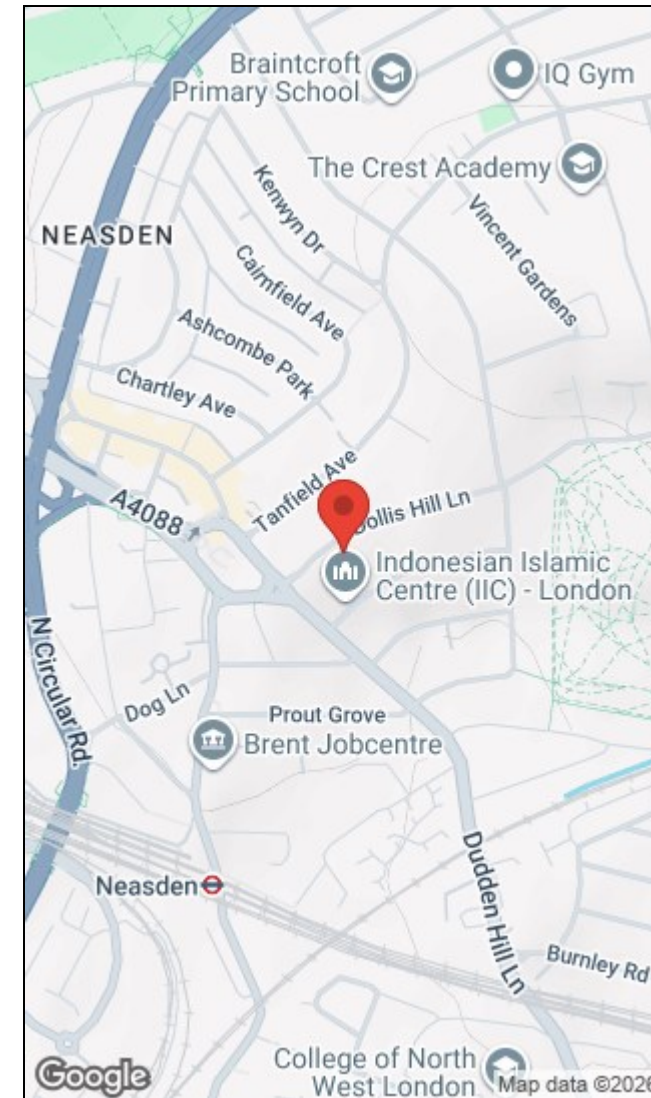 Braintcroft
Primary School
IQ Gym
The Crest Academy
Kenwyn Dr
Vincent Gardens
NEASDEN
Cairnfield Ave
Ashcombe Park
Chartley Ave
Tanfield Ave
A4088
Dollis Hill Ln
Indonesian Islamic
Centre (IIC) - London
N Circular Rd.
Dog Ln
Prout Grove
Brent Jobcentre
Neasden
Dudden Hill Ln
Burnley Rd
College of North
West London
Google
Map data ©2026